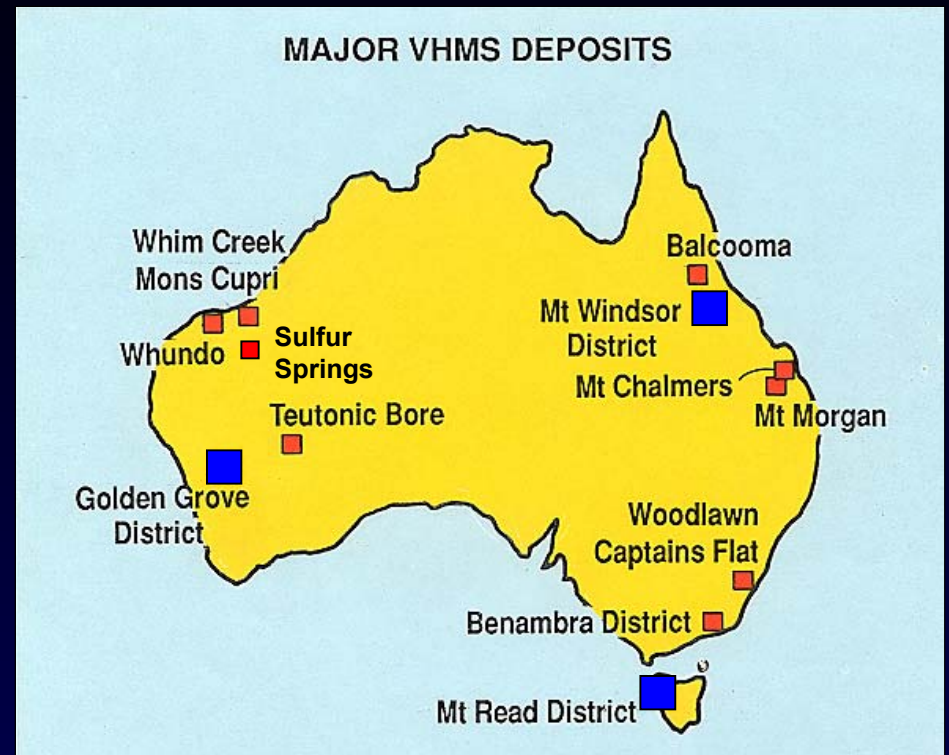 MAJOR VHMS DEPOSITS
Whim Creek
Mons Cupri
Whundo
Sulfur
Springs
Teutonic Bore
Golden Grove
District
Balcooma
Mt Windsor
District
Mt Chalmers
Mt Morgan
Woodlawn
Captains Flat
Benambra District
Mt Read District